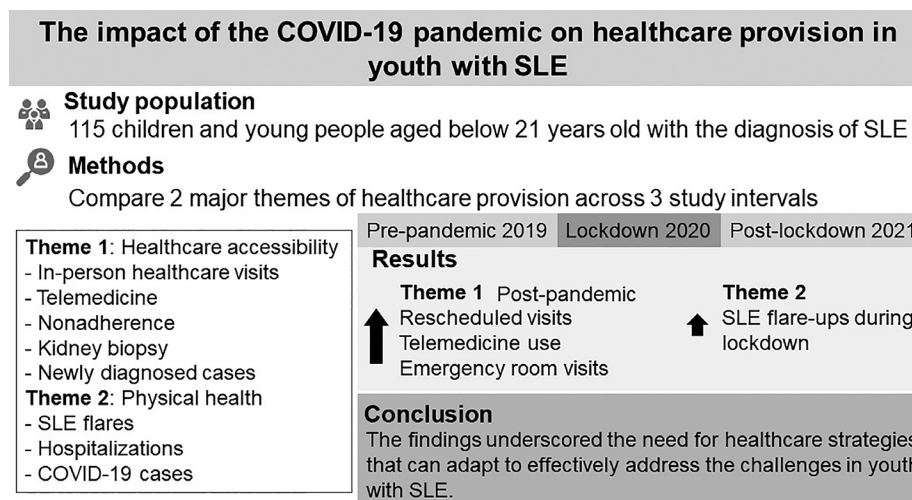 The impact of the COVID-19 pandemic on healthcare provision in
youth with SLE
Study population
115 children and young people aged below 21 years old with the diagnosis of SLE
Methods
Compare 2 major themes of healthcare provision across 3 study intervals
Theme 1: Healthcare accessibility
- In-person healthcare visits
- Telemedicine
- Nonadherence
- Kidney biopsy
- Newly diagnosed cases
Theme 2: Physical health
- SLE flares
- Hospitalizations
- COVID-19 cases
Pre-pandemic 2019 Lockdown 2020 Post-lockdown 2021
Results
Theme 1 Post-pandemic
Rescheduled visits
Telemedicine use
Emergency room visits
Theme 2
SLE flare-ups during
lockdown
Conclusion
The findings underscored the need for healthcare strategies
that can adapt to effectively address the challenges in youth
with SLE.